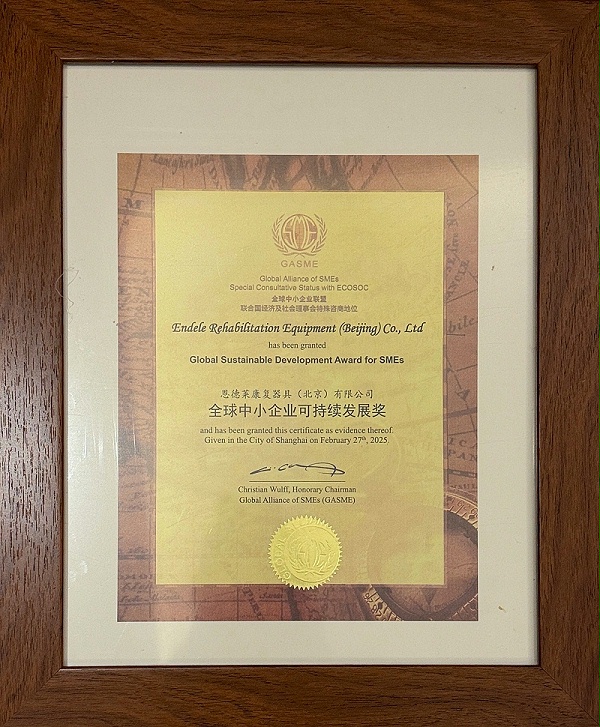 GASME
Global Alliance of SMEs
Special Consultative Status with ECOSOC
全球中小企业联盟
联合国经济及社会理事会特殊咨商地位
Endele Rehabilitation Equipment (Beijing) Co., Ltd
has been granted
Global Sustainable Development Award for SMEs
恩德莱康复器具（北京）有限公司
全球中小企业可持续发展奖
and has been granted this certificate as evidence thereof.
Given in the City of Shanghai on February 27th, 2025.
Christian Wulff, Honorary Chairman
Global Alliance of SMEs (GASME)